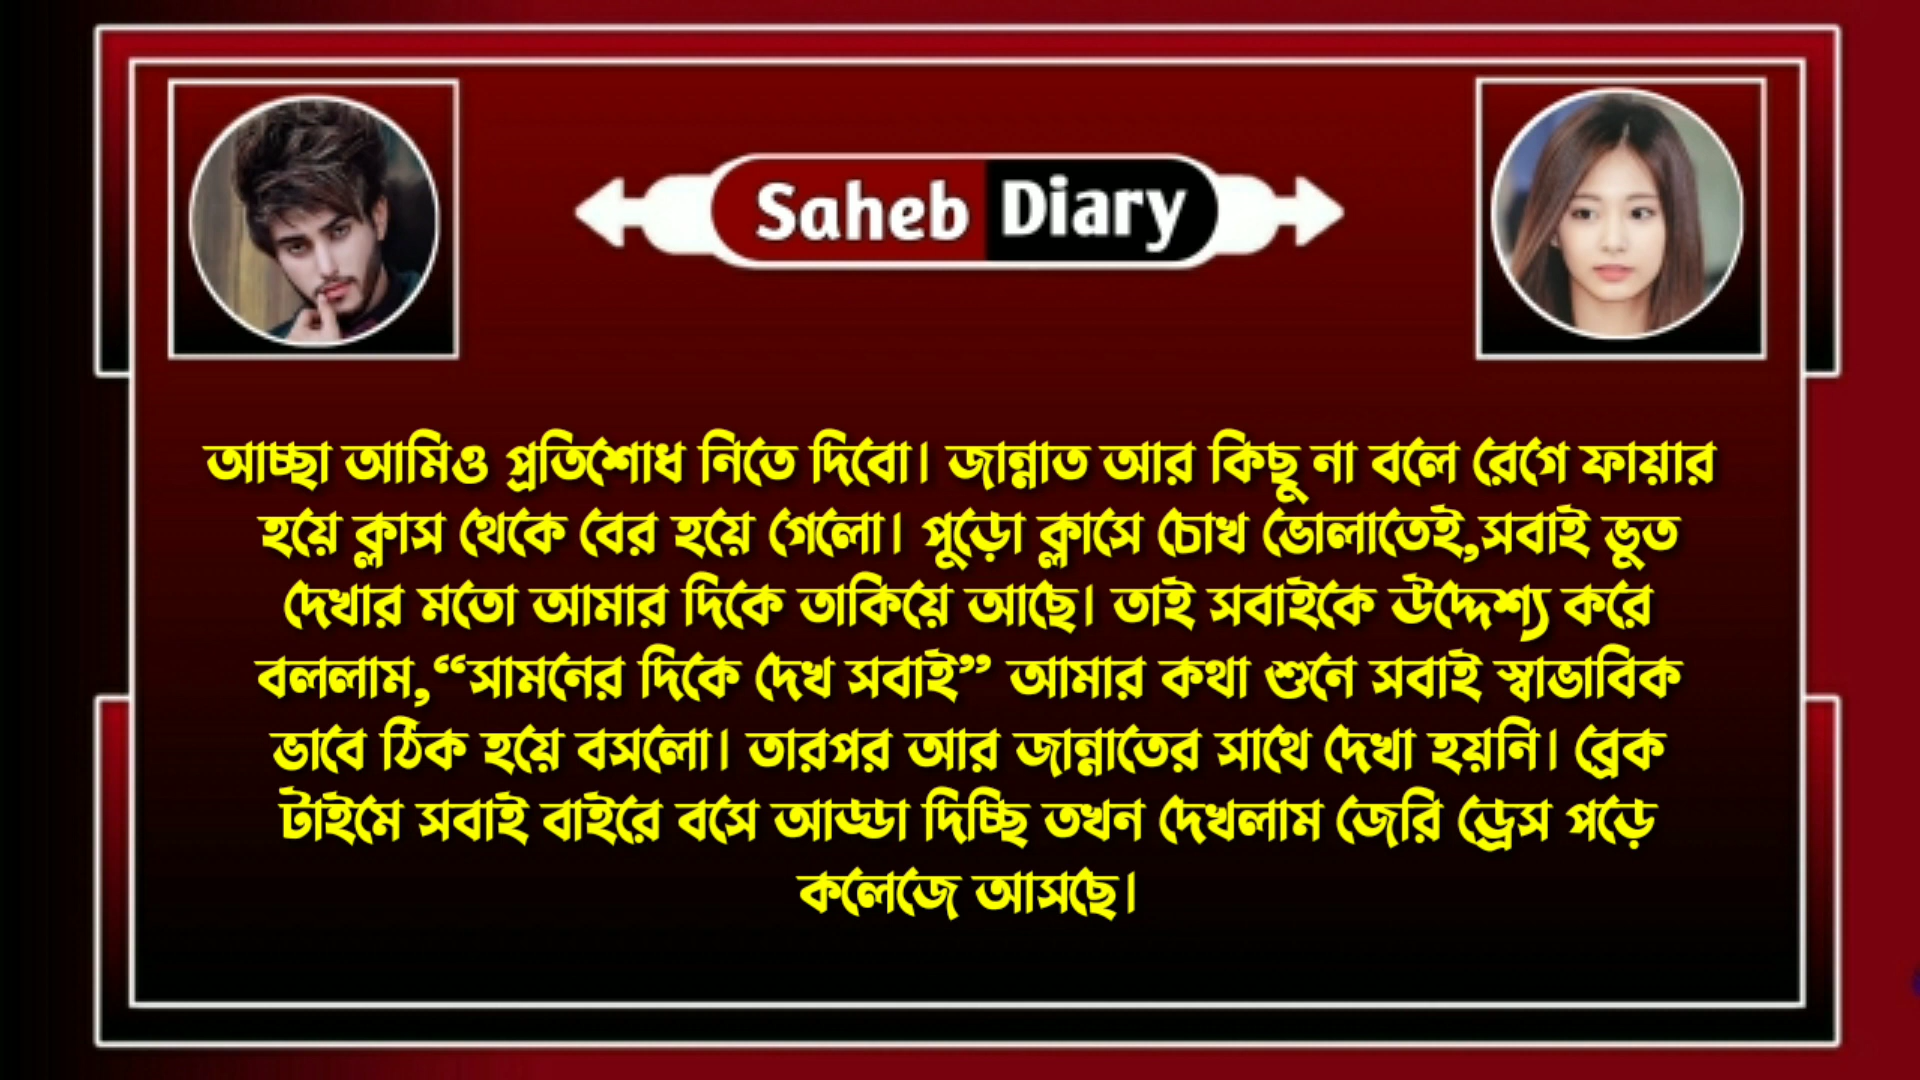 Saheb Diary
আচ্ছা আমিও প্রতিশোধ নিতে দিবো। জান্নাত আর কিছু না বলে রেগে ফায়ার
হয়ে ক্লাস থেকে বের হয়ে গেলো। পুড়ো ক্লাসে চোখ ভোলাতেই,সবাই ভুত
দেখার মতো আমার দিকে তাকিয়ে আছে। তাই সবাইকে উদ্দেশ্য করে
বললাম,“সামনের দিকে দেখ সবাই” আমার কথা শুনে সবাই স্বাভাবিক
ভাবে ঠিক হয়ে বসলো। তারপর আর জান্নাতের সাথে দেখা হয়নি। ব্রেক
টাইমে সবাই বাইরে বসে আড্ডা দিচ্ছি তখন দেখলাম জেরি ড্রেস পড়ে
কলেজে আসছে।